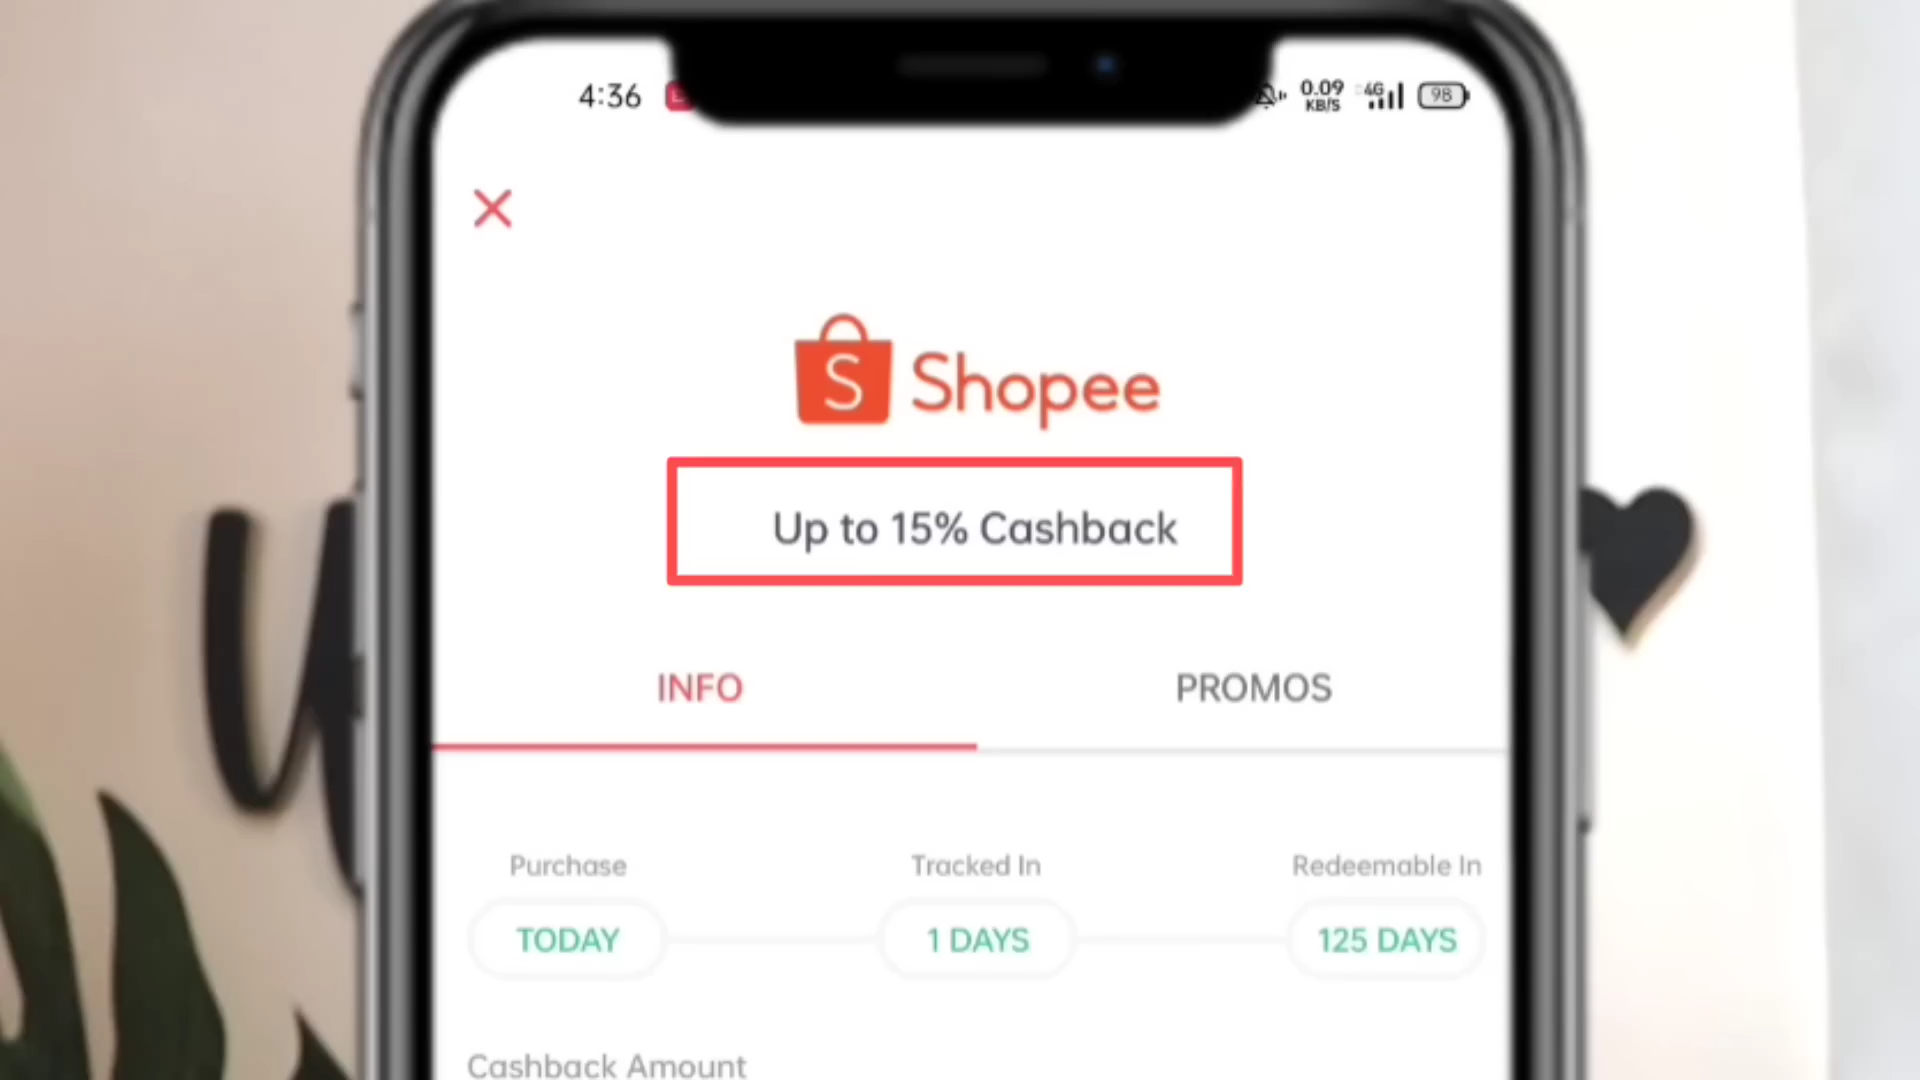 4:36
0.09
KB/S
4G
98
S Shopee
Up to 15% Cashback
INFO
PROMOS
Purchase
Tracked In
Redeemable In
TODAY
1 DAYS
125 DAYS
Cashback Amount